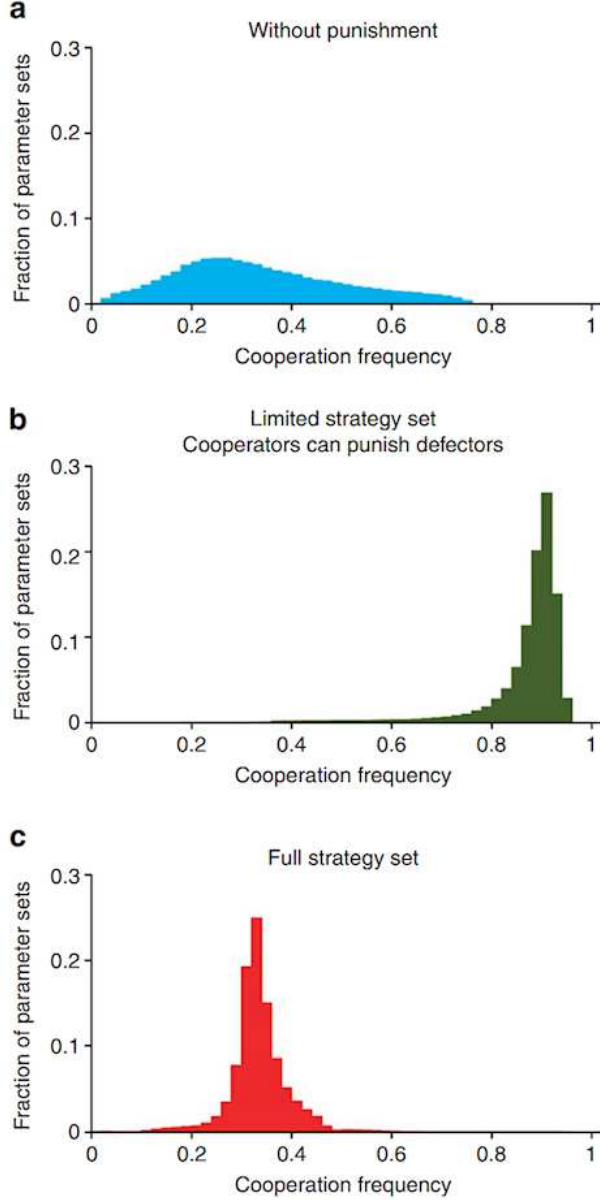 a
Without punishment
Fraction of parameter sets
0.3
0.2
0.1
0
0 0.2 0.4 0.6 0.8 1
Cooperation frequency
b
Limited strategy set
Cooperators can punish defectors
Fraction of parameter sets
0.3
0.2
0.1
0
0 0.2 0.4 0.6 0.8 1
Cooperation frequency
c
Full strategy set
Fraction of parameter sets
0.3
0.2
0.1
0
0 0.2 0.4 0.6 0.8 1
Cooperation frequency